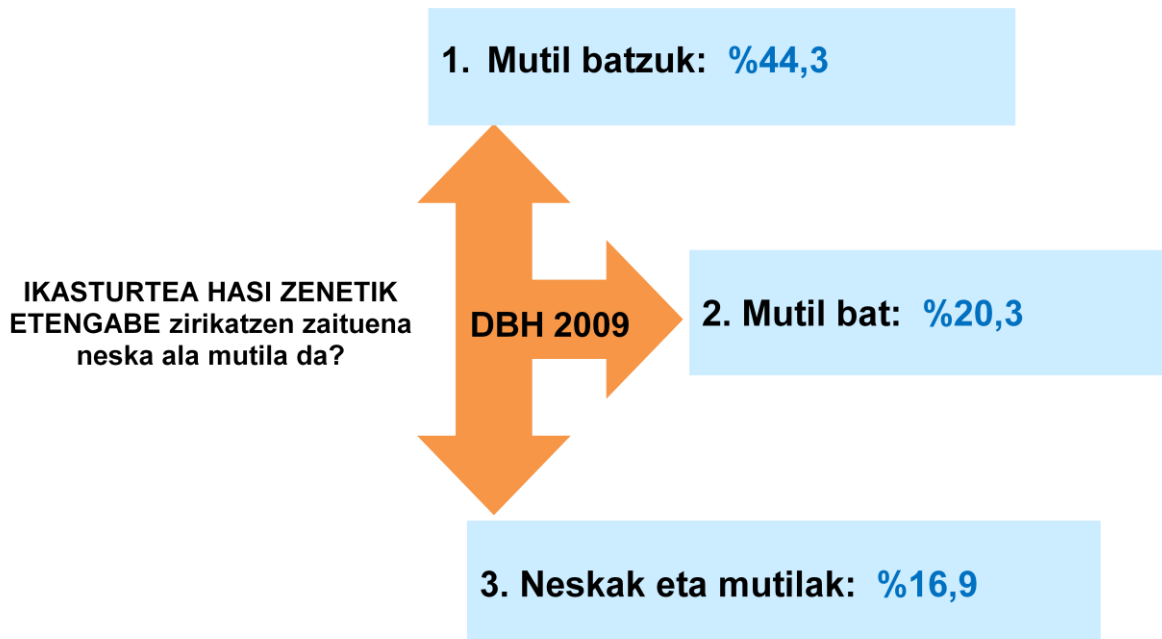 1. Mutil batzuk: %44,3
IKASTURTEA HASI ZENETIK
ETENGABE zirikatzen zaituena
neska ala mutila da?
DBH 2009
2. Mutil bat: %20,3
3. Neskak eta mutilak: %16,9